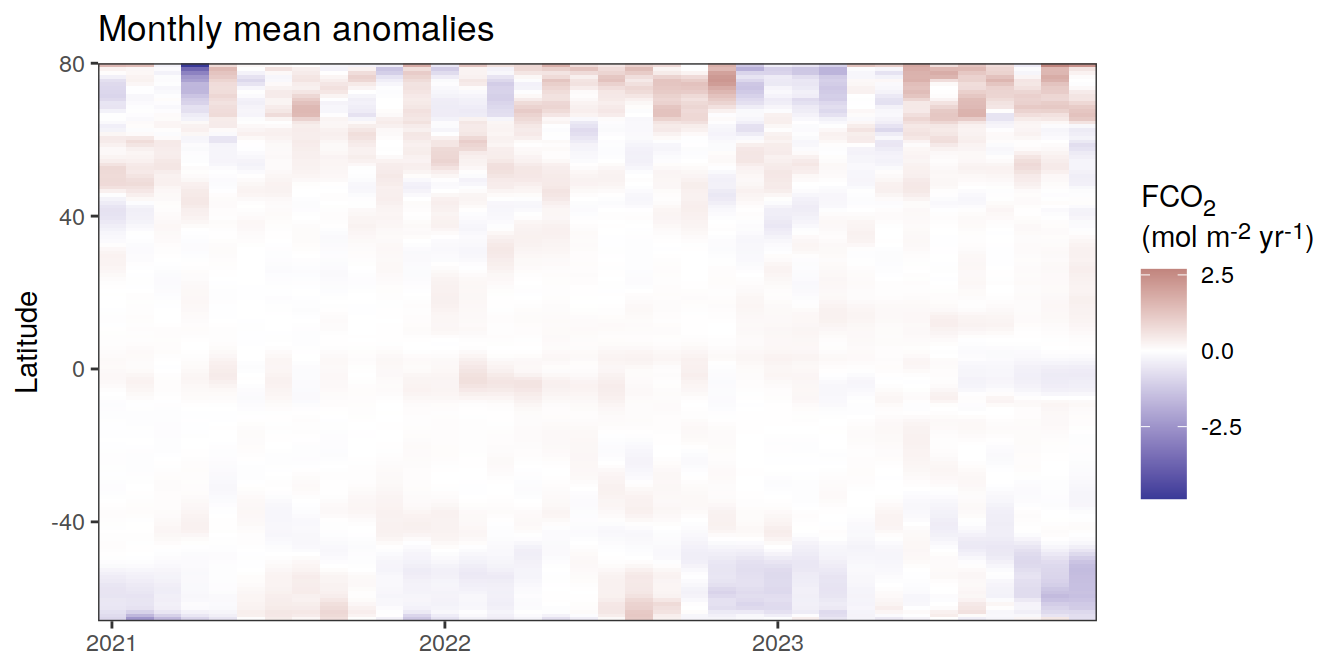 Monthly mean anomalies
80
40
0
-40
Latitude
2021
2022
2023
FCO₂
(mol m⁻² yr⁻¹)
2.5
0.0
-2.5